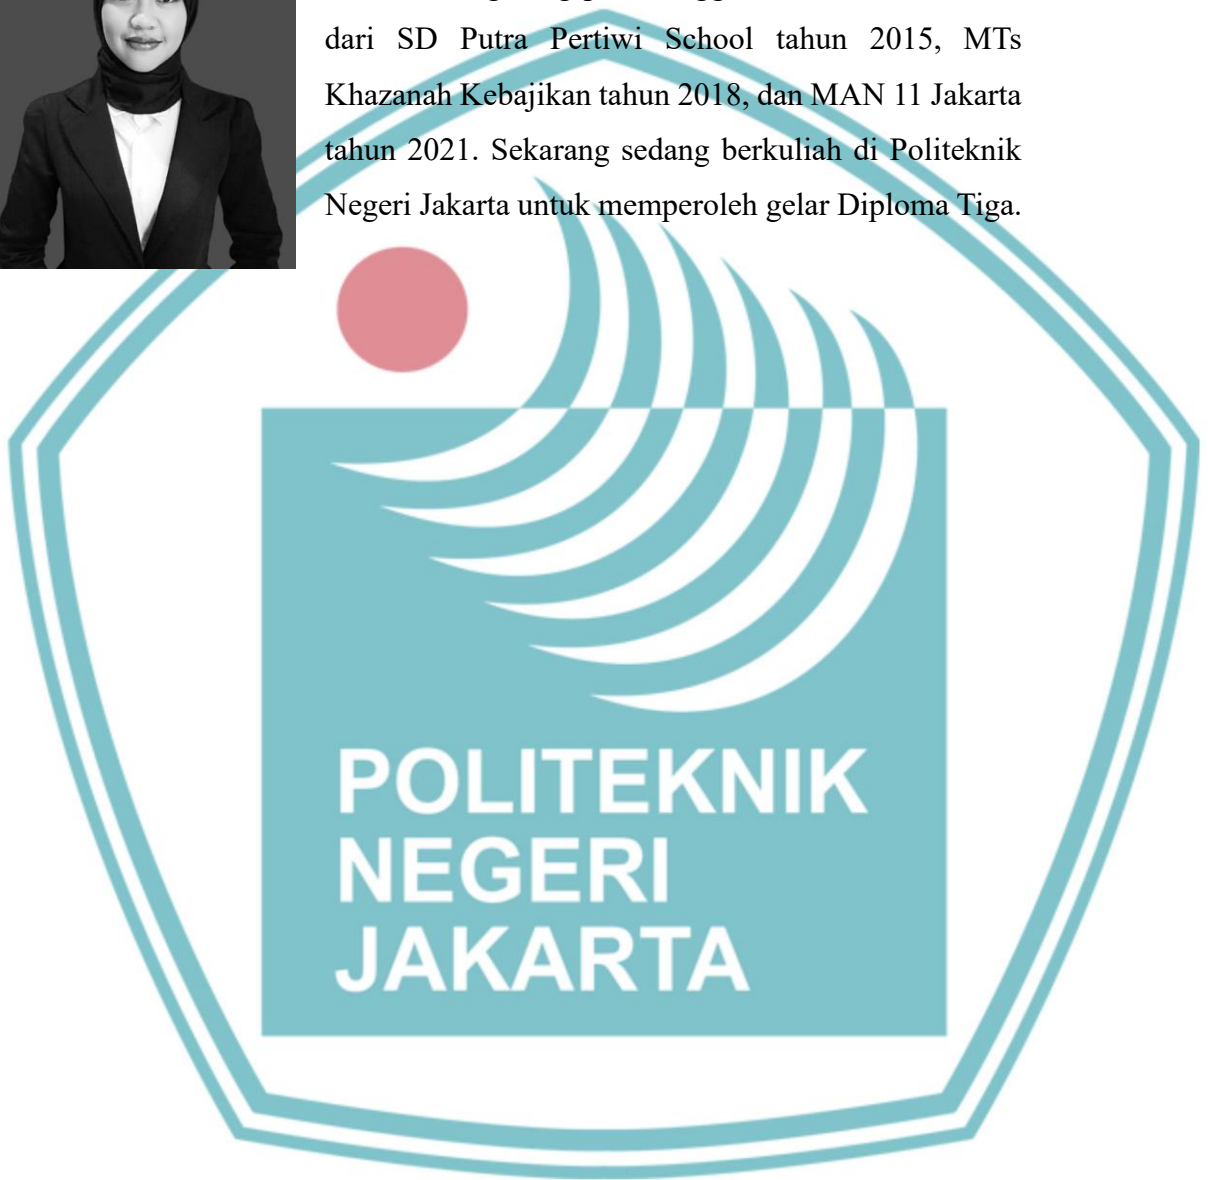 dari SD Putra Pertiwi School tahun 2015, MTs
Khazanah Kebajikan tahun 2018, dan MAN 11 Jakarta
tahun 2021. Sekarang sedang berkuliah di Politeknik
Negeri Jakarta untuk memperoleh gelar Diploma Tiga.
POLITEKNIK
NEGERI
JAKARTA